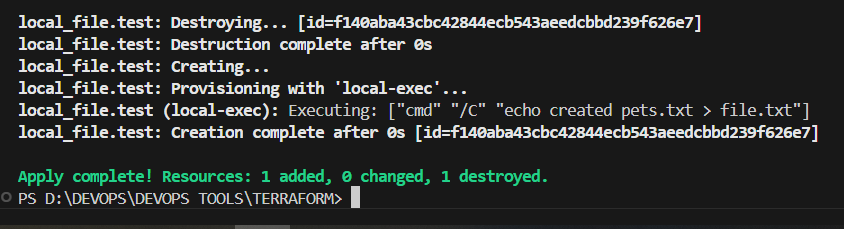 local_file.test: Destroying... [id=f140aba43cbc42844ecb543aeedcbbd239f626e7]
local_file.test: Destruction complete after 0s
local_file.test: Creating...
local_file.test: Provisioning with 'local-exec'...
local_file.test (local-exec): Executing: ["cmd" "/C" "echo created pets.txt > file.txt"]
local_file.test: Creation complete after 0s [id=f140aba43cbc42844ecb543aeedcbbd239f626e7]
Apply complete! Resources: 1 added, 0 changed, 1 destroyed.
PS D:\DEVOPS\DEVOPS TOOLS\TERRAFORM>